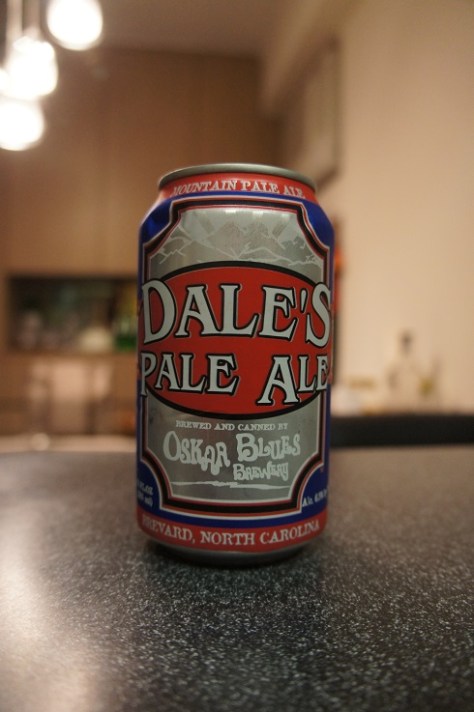 MOUNTAIN PALE ALE
DALE'S
PALE ALE
BREWED AND CANNED BY
OSKAR BLUES
BREWERY
BREVARD, NORTH CAROLINA